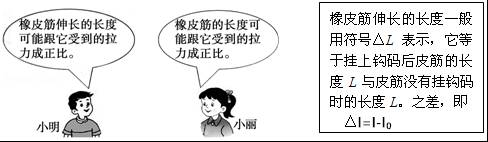 橡皮筋伸长的长度
可能跟它受到的拉
力成正比。
小明
橡皮筋的长度可
能跟它受到的拉
力成正比。
小丽
橡皮筋伸长的长度一般
用符号△L 表示，它等
于挂上钩码后皮筋的长
度 L 与皮筋没有挂钩码
时的长度 L。之差，即
△l=l-l₀